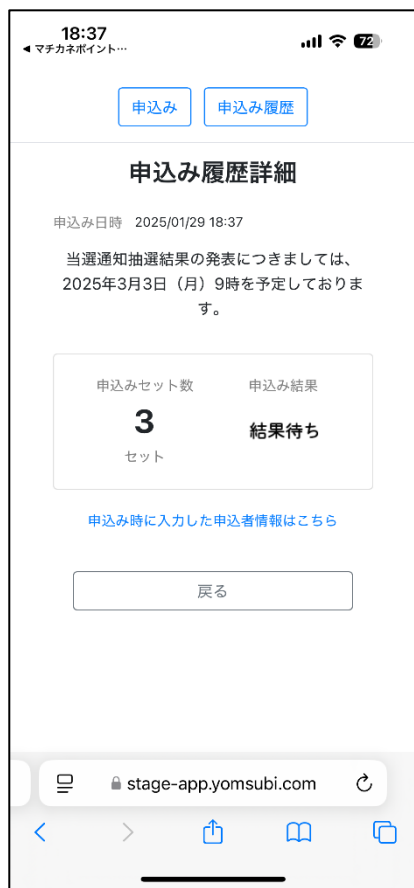 18:37
72
◀ マチカネポイント…
申込み 申込み履歴
申込み履歴詳細
申込み日時 2025/01/29 18:37
当選通知抽選結果の発表につきましては、
2025年3月3日（月）9時を予定しておりま
す。
申込みセット数 申込み結果
3 結果待ち
セット
申込み時に入力した申込者情報はこちら
戻る
stage-app.yomsubi.com